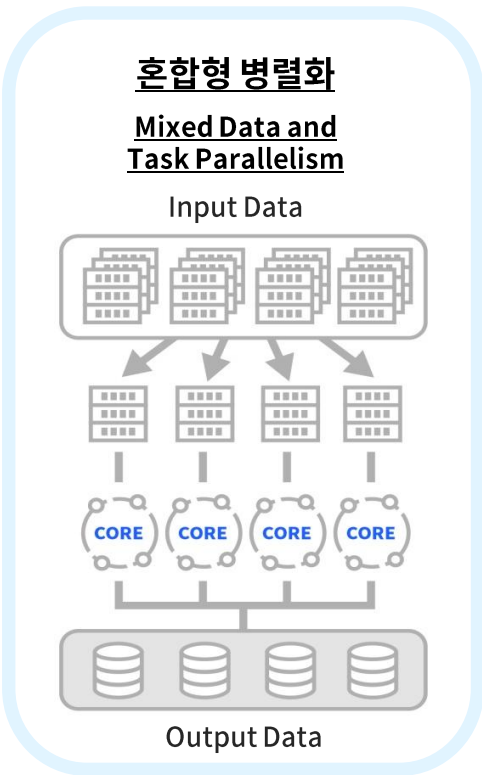 혼합형 병렬화
Mixed Data and
Task Parallelism
Input Data
CORE CORE CORE CORE
Output Data